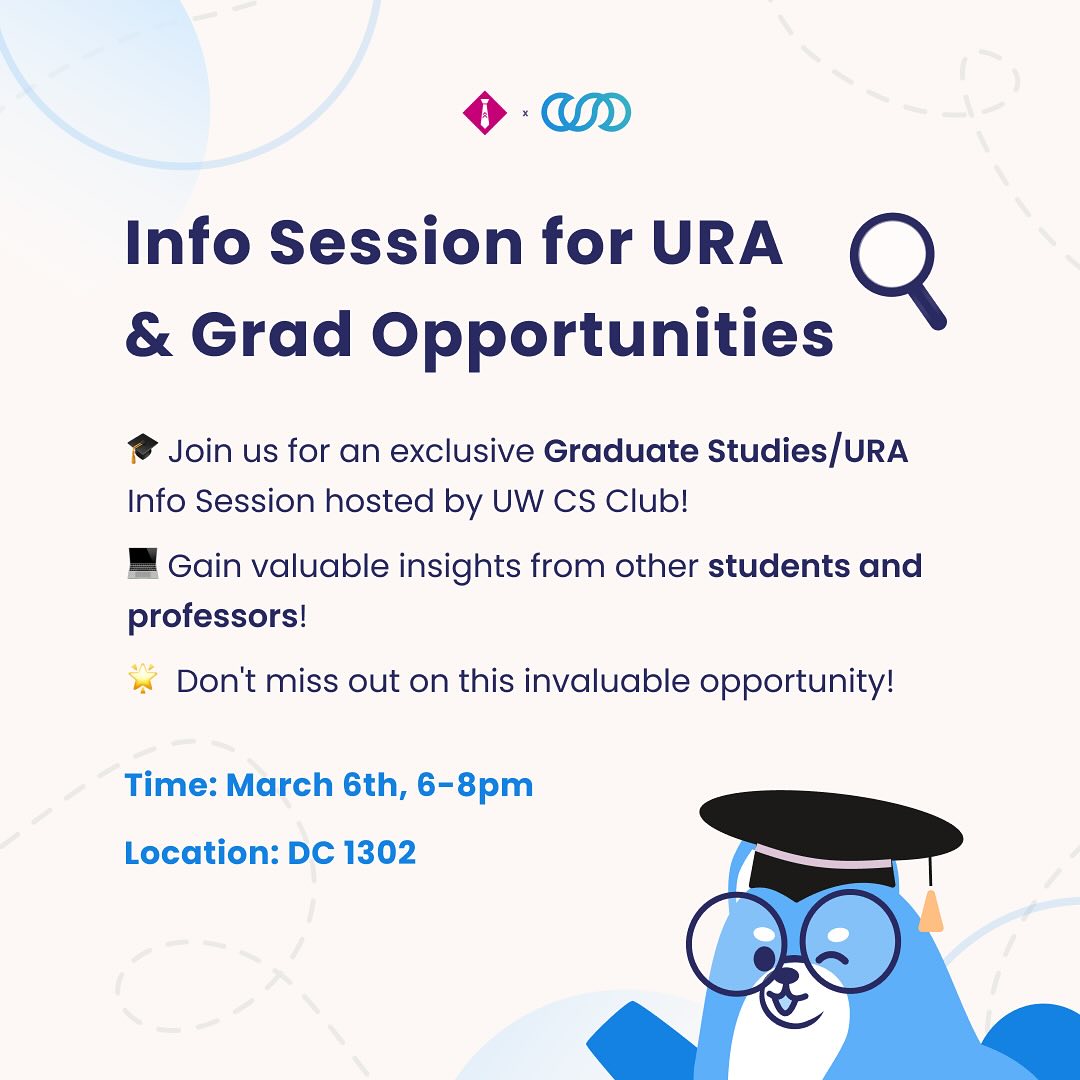 x
Info Session for URA
& Grad Opportunities
🎓 Join us for an exclusive Graduate Studies/URA
Info Session hosted by UW CS Club!
💻 Gain valuable insights from other students and
professors!
🌟 Don't miss out on this invaluable opportunity!
Time: March 6th, 6-8pm
Location: DC 1302